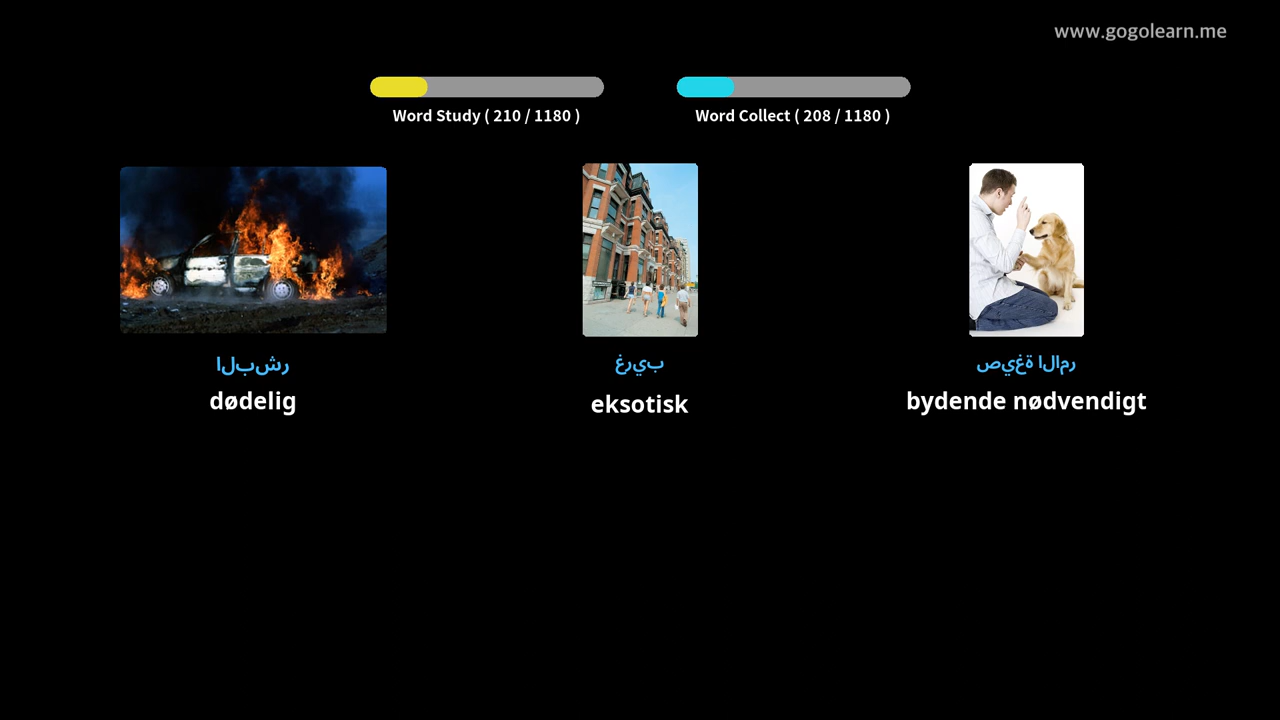 www.gogolearn.me
Word Study ( 210 / 1180 )
Word Collect ( 208 / 1180 )
البشر
غريب
صيغة الامر
dødelig
eksotisk
bydende nødvendigt